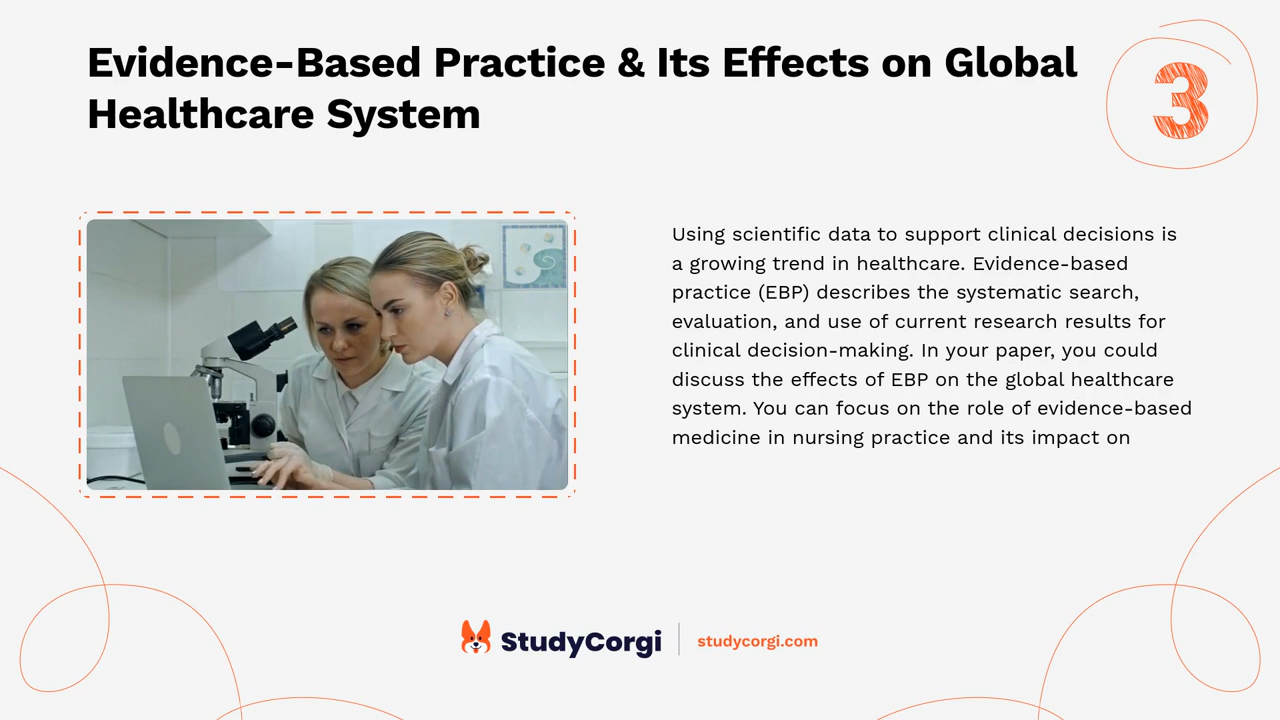 Evidence-Based Practice & Its Effects on Global
Healthcare System
3
Using scientific data to support clinical decisions is
a growing trend in healthcare. Evidence-based
practice (EBP) describes the systematic search,
evaluation, and use of current research results for
clinical decision-making. In your paper, you could
discuss the effects of EBP on the global healthcare
system. You can focus on the role of evidence-based
medicine in nursing practice and its impact on
StudyCorgi
studycorgi.com